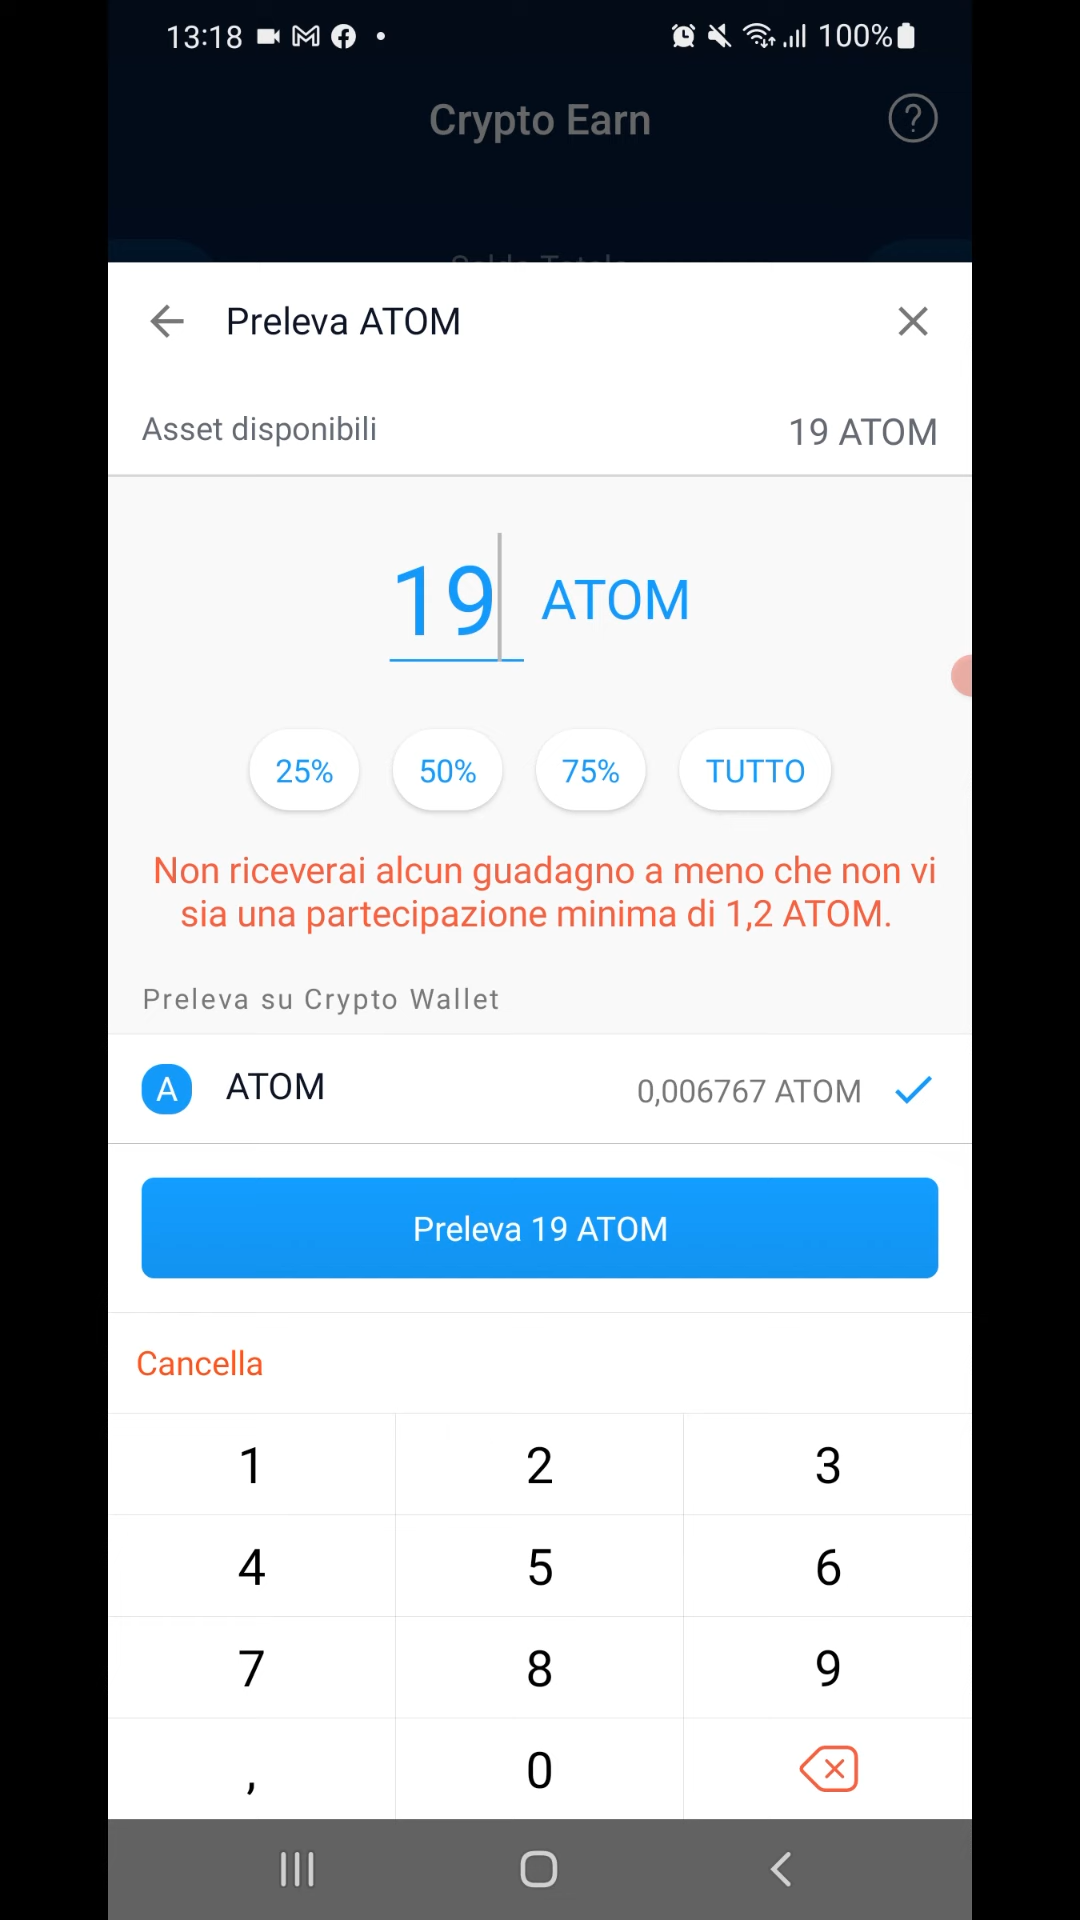 13:18
100%
Crypto Earn
?
Preleva ATOM
Asset disponibili
19 ATOM
19 ATOM
25%
50%
75%
TUTTO
Non riceverai alcun guadagno a meno che non vi
sia una partecipazione minima di 1,2 ATOM.
Preleva su Crypto Wallet
A
ATOM
0,006767 ATOM
Preleva 19 ATOM
Cancella
1
2
3
4
5
6
7
8
9
,
0